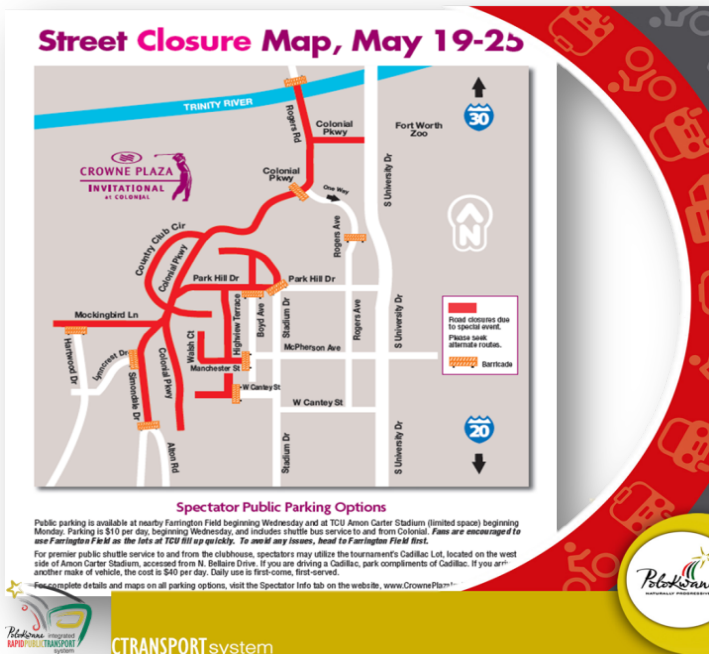 Street Closure Map, May 19-25
TRINITY RIVER
Rogers Rd
Colonial
Pkwy
Fort Worth
Zoo
30
CROWNE PLAZA
INVITATIONAL
at COLONIAL
Colonial
Pkwy
One Way
S University Dr
N
Country Club Cir
Colonial Pkwy
Rogers Ave
Park Hill Dr
Park Hill Dr
Mockingbird Ln
Highview Terrace
Boyd Ave
Stadium Dr
Rogers Ave
S University Dr
Road closures due
to special event.
Please seek
alternate routes.
Barricade
Hartwood Dr
Lynncrest Dr
Simondale Dr
Colonial Pkwy
Walsh Ct
Manchester St
McPherson Ave
W Cantey St
W Cantey St
Alton Rd
Stadium Dr
S University Dr
20
Spectator Public Parking Options
Public parking is available at nearby Farrington Field beginning Wednesday and at TCU Amon Carter Stadium (limited space) beginning
Monday. Parking is $10 per day, beginning Wednesday, and includes shuttle bus service to and from Colonial. Fans are encouraged to
use Farrington Field as the lots at TCU fill up quickly. To avoid any issues, head to Farrington Field first.
For premier public shuttle service to and from the clubhouse, spectators may utilize the tournament's Cadillac Lot, located on the west
side of Amon Carter Stadium, accessed from N. Bellaire Drive. If you are driving a Cadillac, park compliments of Cadillac. If you arri
another make of vehicle, the cost is $40 per day. Daily use is first-come, first-served.
For complete details and maps on all parking options, visit the Spectator Info tab on the website, www.CrownePlaz
Polokwane
NATURALLY PROGRESSIVE
Polokwane integrated
RAPIDPUBLICTRANSPORT
system
CTRANSPORT system